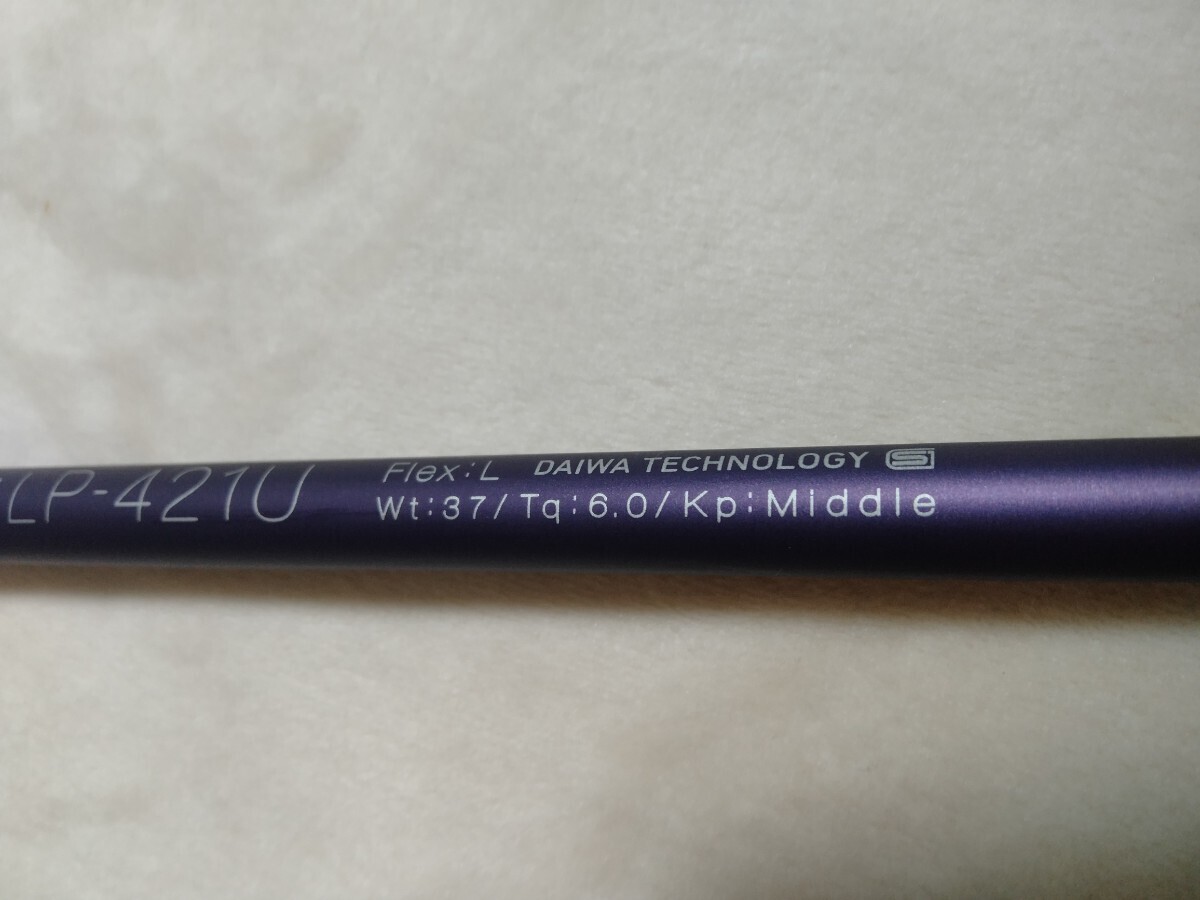 LP-421U
Flex:L DAIWA TECHNOLOGY
Wt:37/Tq:6.0/Kp:Middle